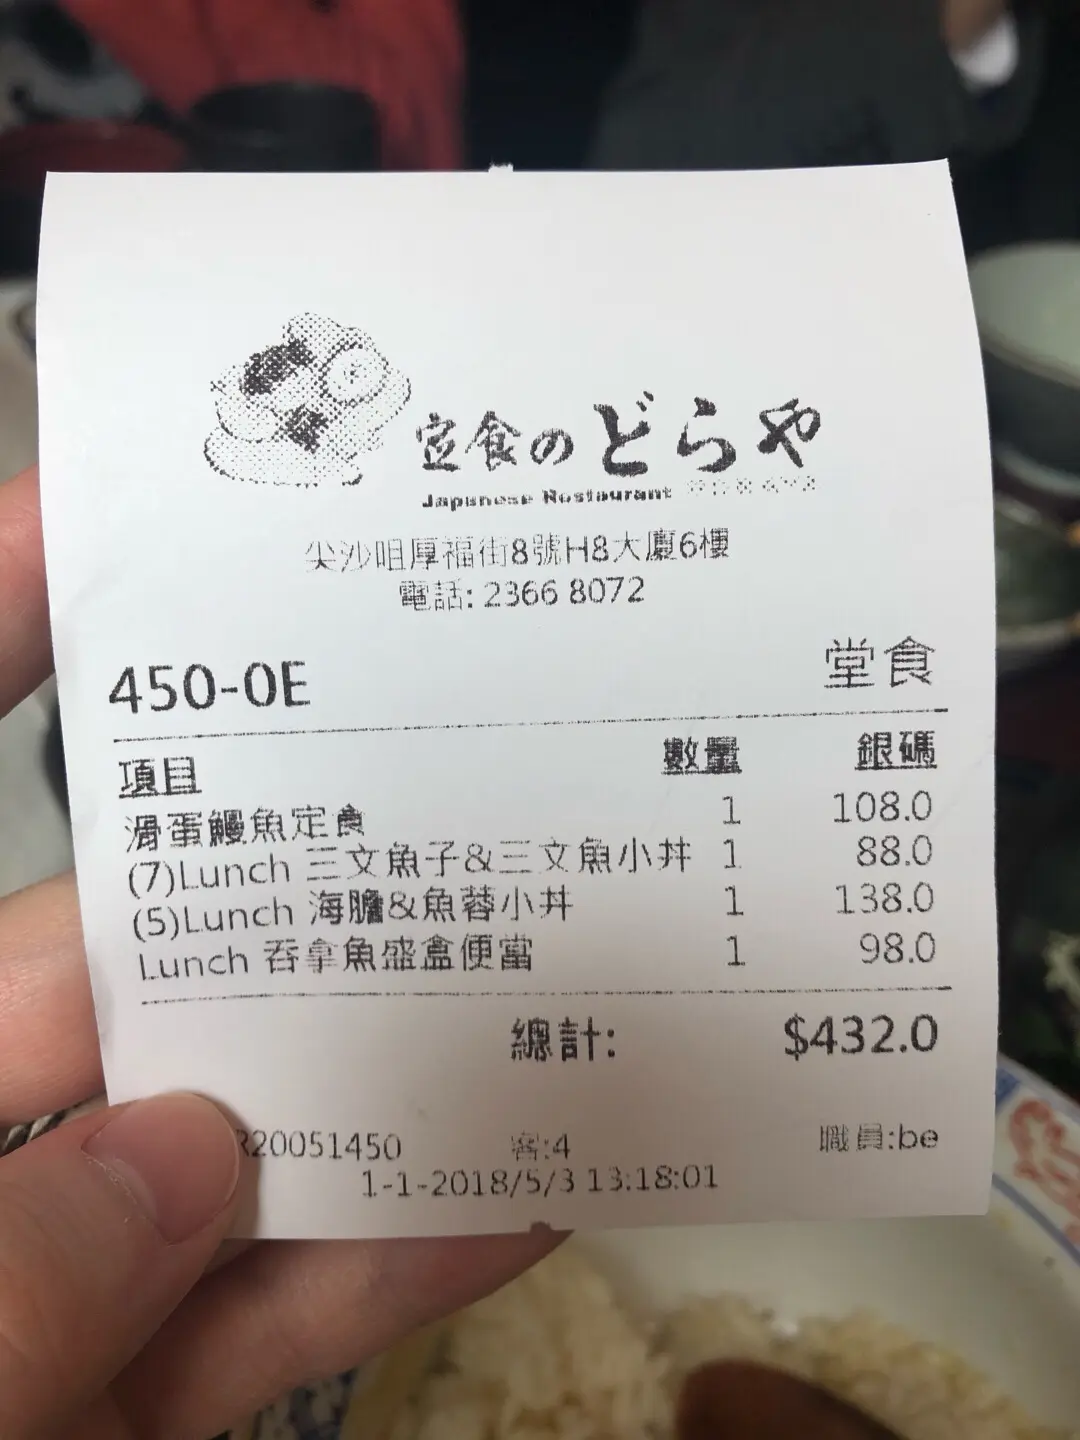 定食のどらや
Japanese Restaurant
尖沙咀厚福街8號H8大廈6樓
電話: 2366 8072
450-0E 堂食
項目 數量 銀碼
滑蛋鰻魚定食 1 108.0
(7)Lunch 三文魚子&三文魚小丼 1 88.0
(5)Lunch 海膽&魚蓉小丼 1 138.0
Lunch 吞拿魚盛盒便當 1 98.0
總計: $432.0
R20051450 客:4 職員:be
1-1-2018/5/3 13:18:01